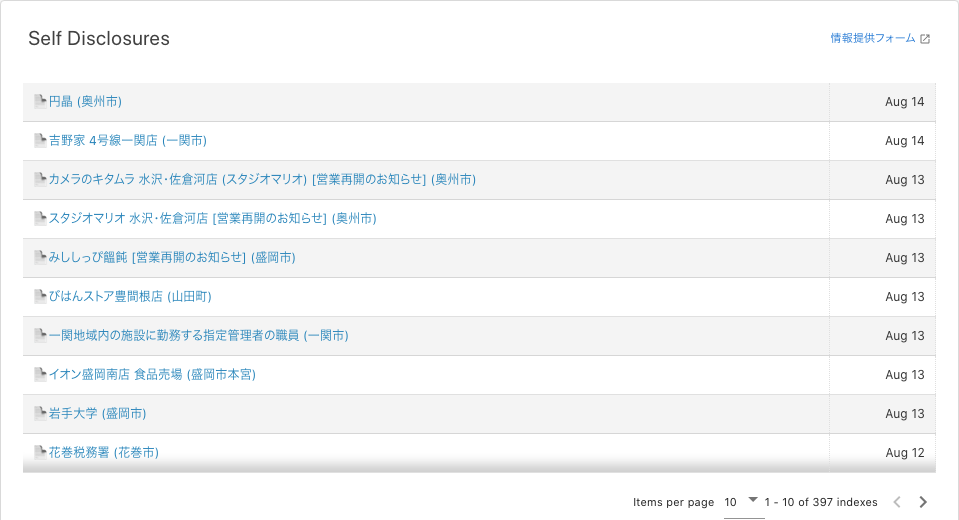 Self Disclosures
情報提供フォーム
円晶 (奥州市) Aug 14
吉野家 4号線一関店 (一関市) Aug 14
カメラのキタムラ 水沢・佐倉河店 (スタジオマリオ) [営業再開のお知らせ] (奥州市) Aug 13
スタジオマリオ 水沢・佐倉河店 [営業再開のお知らせ] (奥州市) Aug 13
みししっぴ饂飩 [営業再開のお知らせ] (盛岡市) Aug 13
びはんストア豊間根店 (山田町) Aug 13
一関地域内の施設に勤務する指定管理者の職員 (一関市) Aug 13
イオン盛岡南店 食品売場 (盛岡市本宮) Aug 13
岩手大学 (盛岡市) Aug 13
花巻税務署 (花巻市) Aug 12
Items per page 10 1 - 10 of 397 indexes